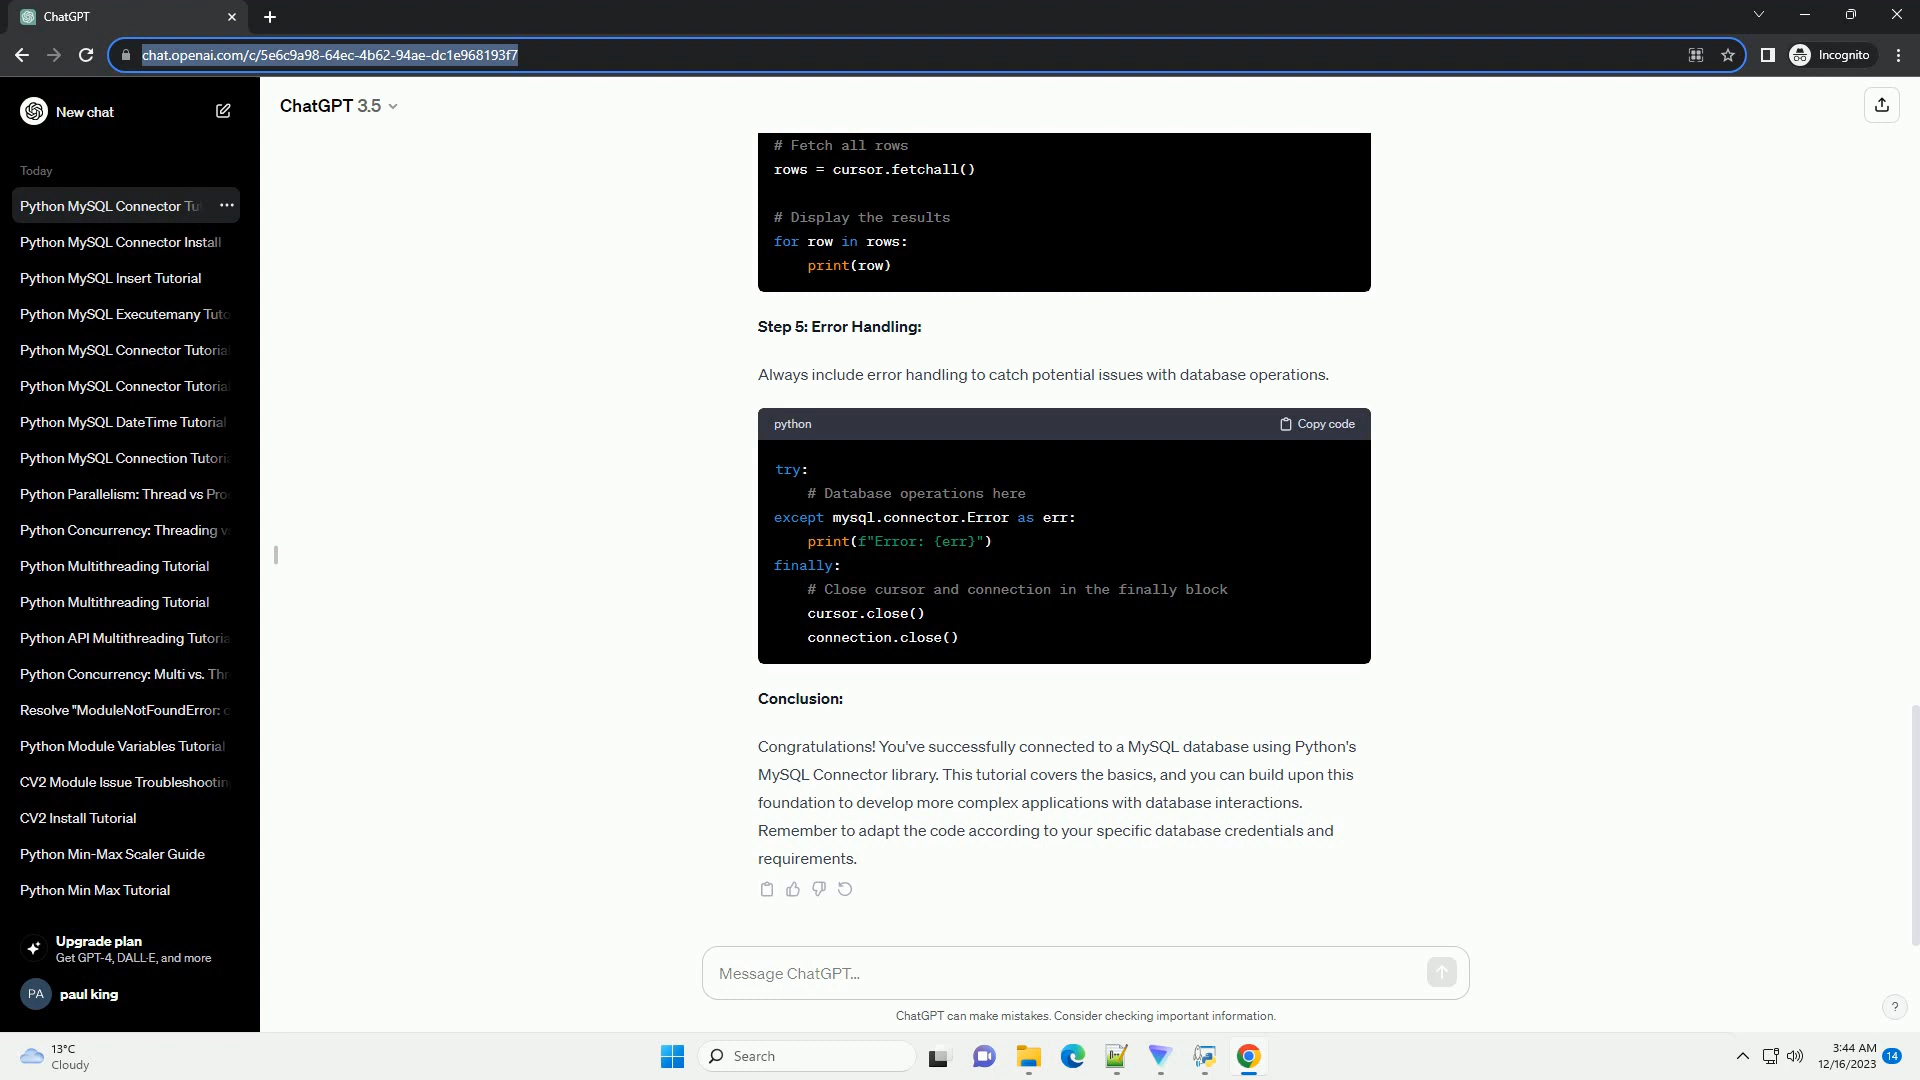 ChatGPT
chat.openai.com/c/5e6c9a98-64ec-4b62-94ae-dc1e968193f7
Incognito
New chat
Today
Python MySQL Connector Tu
Python MySQL Connector Install
Python MySQL Insert Tutorial
Python MySQL Executemany Tuto
Python MySQL Connector Tutorial
Python MySQL Connector Tutorial
Python MySQL DateTime Tutorial
Python MySQL Connection Tutori
Python Parallelism: Thread vs Pro
Python Concurrency: Threading vs
Python Multithreading Tutorial
Python Multithreading Tutorial
Python API Multithreading Tutoria
Python Concurrency: Multi vs. Thr
Resolve "ModuleNotFoundError: c
Python Module Variables Tutorial
CV2 Module Issue Troubleshootin
CV2 Install Tutorial
Python Min-Max Scaler Guide
Python Min Max Tutorial
Upgrade plan
Get GPT-4, DALL·E, and more
PA
paul king
ChatGPT 3.5
# Fetch all rows
rows = cursor.fetchall()
# Display the results
for row in rows:
print(row)
Step 5: Error Handling:
Always include error handling to catch potential issues with database operations.
python
Copy code
try:
# Database operations here
except mysql.connector.Error as err:
print(f"Error: {err}")
finally:
# Close cursor and connection in the finally block
cursor.close()
connection.close()
Conclusion:
Congratulations! You've successfully connected to a MySQL database using Python's
MySQL Connector library. This tutorial covers the basics, and you can build upon this
foundation to develop more complex applications with database interactions.
Remember to adapt the code according to your specific database credentials and
requirements.
Message ChatGPT...
ChatGPT can make mistakes. Consider checking important information.
?
13°C
Cloudy
Search
3:44 AM
12/16/2023
14